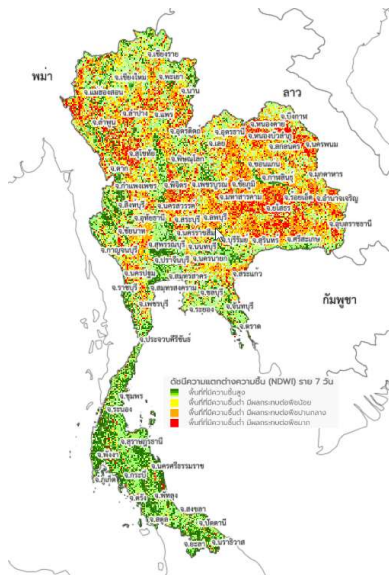 จ.เชียงราย
พม่า
ลาว
จ.เชียงใหม่
จ.พะเยา
จ.แม่ฮ่องสอน
จ.น่าน
จ.ลำปาง
จ.แพร่
จ.บึงกาฬ
จ.ลำพูน
จ.อุตรดิตถ์
จ.อุดรธานี
จ.หนองคาย
จ.เลย
จ.หนองบัวลำภู
จ.สุโขทัย
จ.สกลนคร
จ.นครพนม
จ.ตาก
จ.พิษณุโลก
จ.ขอนแก่น
จ.กาฬสินธุ์
จ.มุกดาหาร
จ.กำแพงเพชร
จ.พิจิตร
จ.เพชรบูรณ์
จ.ชัยภูมิ
จ.มหาสารคาม
จ.ร้อยเอ็ด
จ.อำนาจเจริญ
จ.สิงห์บุรี
จ.นครสวรรค์
จ.ยโสธร
จ.อุทัยธานี
จ.สระบุรี
จ.ลพบุรี
จ.อุบลราชธานี
จ.ชัยนาท
จ.นครราชสีมา
จ.บุรีรัมย์
จ.สุรินทร์
จ.ศรีสะเกษ
จ.กาญจนบุรี
จ.สุพรรณบุรี
จ.นนทบุรี
จ.ปราจีนบุรี
จ.นครนายก
จ.นครปฐม
จ.สมุทรสาคร
จ.สระแก้ว
จ.ราชบุรี
จ.สมุทรสงคราม
จ.ชลบุรี
กัมพูชา
จ.เพชรบุรี
จ.ระยอง
จ.จันทบุรี
จ.ตราด
จ.ประจวบคีรีขันธ์
ดัชนีความแตกต่างความชื้น (NDWI) ราย 7 วัน
พื้นที่ที่มีความชื้นสูง
พื้นที่ที่มีความชื้นต่ำ มีผลกระทบต่อพืชน้อย
พื้นที่ที่มีความชื้นต่ำ มีผลกระทบต่อพืชปานกลาง
พื้นที่ที่มีความชื้นต่ำ มีผลกระทบต่อพืชมาก
จ.ชุมพร
จ.ระนอง
จ.สุราษฎร์ธานี
จ.พังงา
จ.นครศรีธรรมราช
จ.กระบี่
จ.ภูเก็ต
จ.ตรัง
จ.พัทลุง
จ.สงขลา
จ.สตูล
จ.ปัตตานี
จ.ยะลา
จ.นราธิวาส